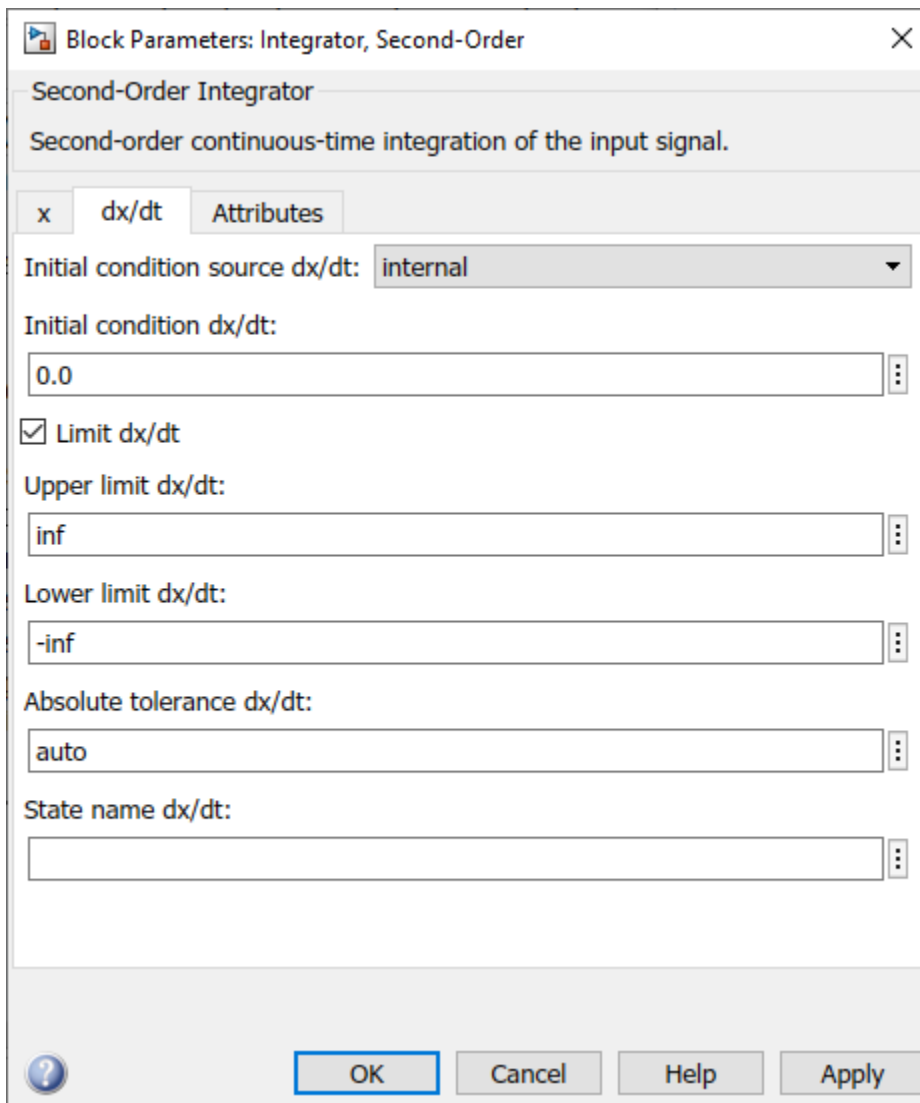 Block Parameters: Integrator, Second-Order
Second-Order Integrator
Second-order continuous-time integration of the input signal.
x dx/dt Attributes
Initial condition source dx/dt: internal
Initial condition dx/dt:
0.0
Limit dx/dt
Upper limit dx/dt:
inf
Lower limit dx/dt:
-inf
Absolute tolerance dx/dt:
auto
State name dx/dt:
OK Cancel Help Apply